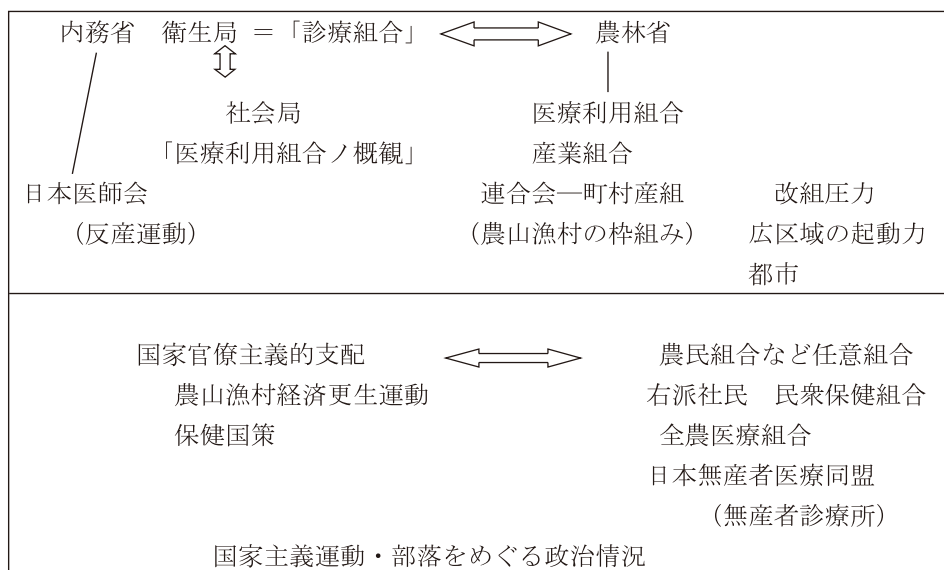 内務省　衛生局 ＝「診療組合」　農林省
社会局　医療利用組合
「医療利用組合ノ概観」　産業組合
日本医師会　連合会―町村産組　改組圧力
（反産運動）　（農山漁村の枠組み）　広区域の起動力
都市
国家官僚主義的支配　農民組合など任意組合
農山漁村経済更生運動　右派社民　民衆保健組合
保健国策　全農医療組合
日本無産者医療同盟
（無産者診療所）
国家主義運動・部落をめぐる政治情況